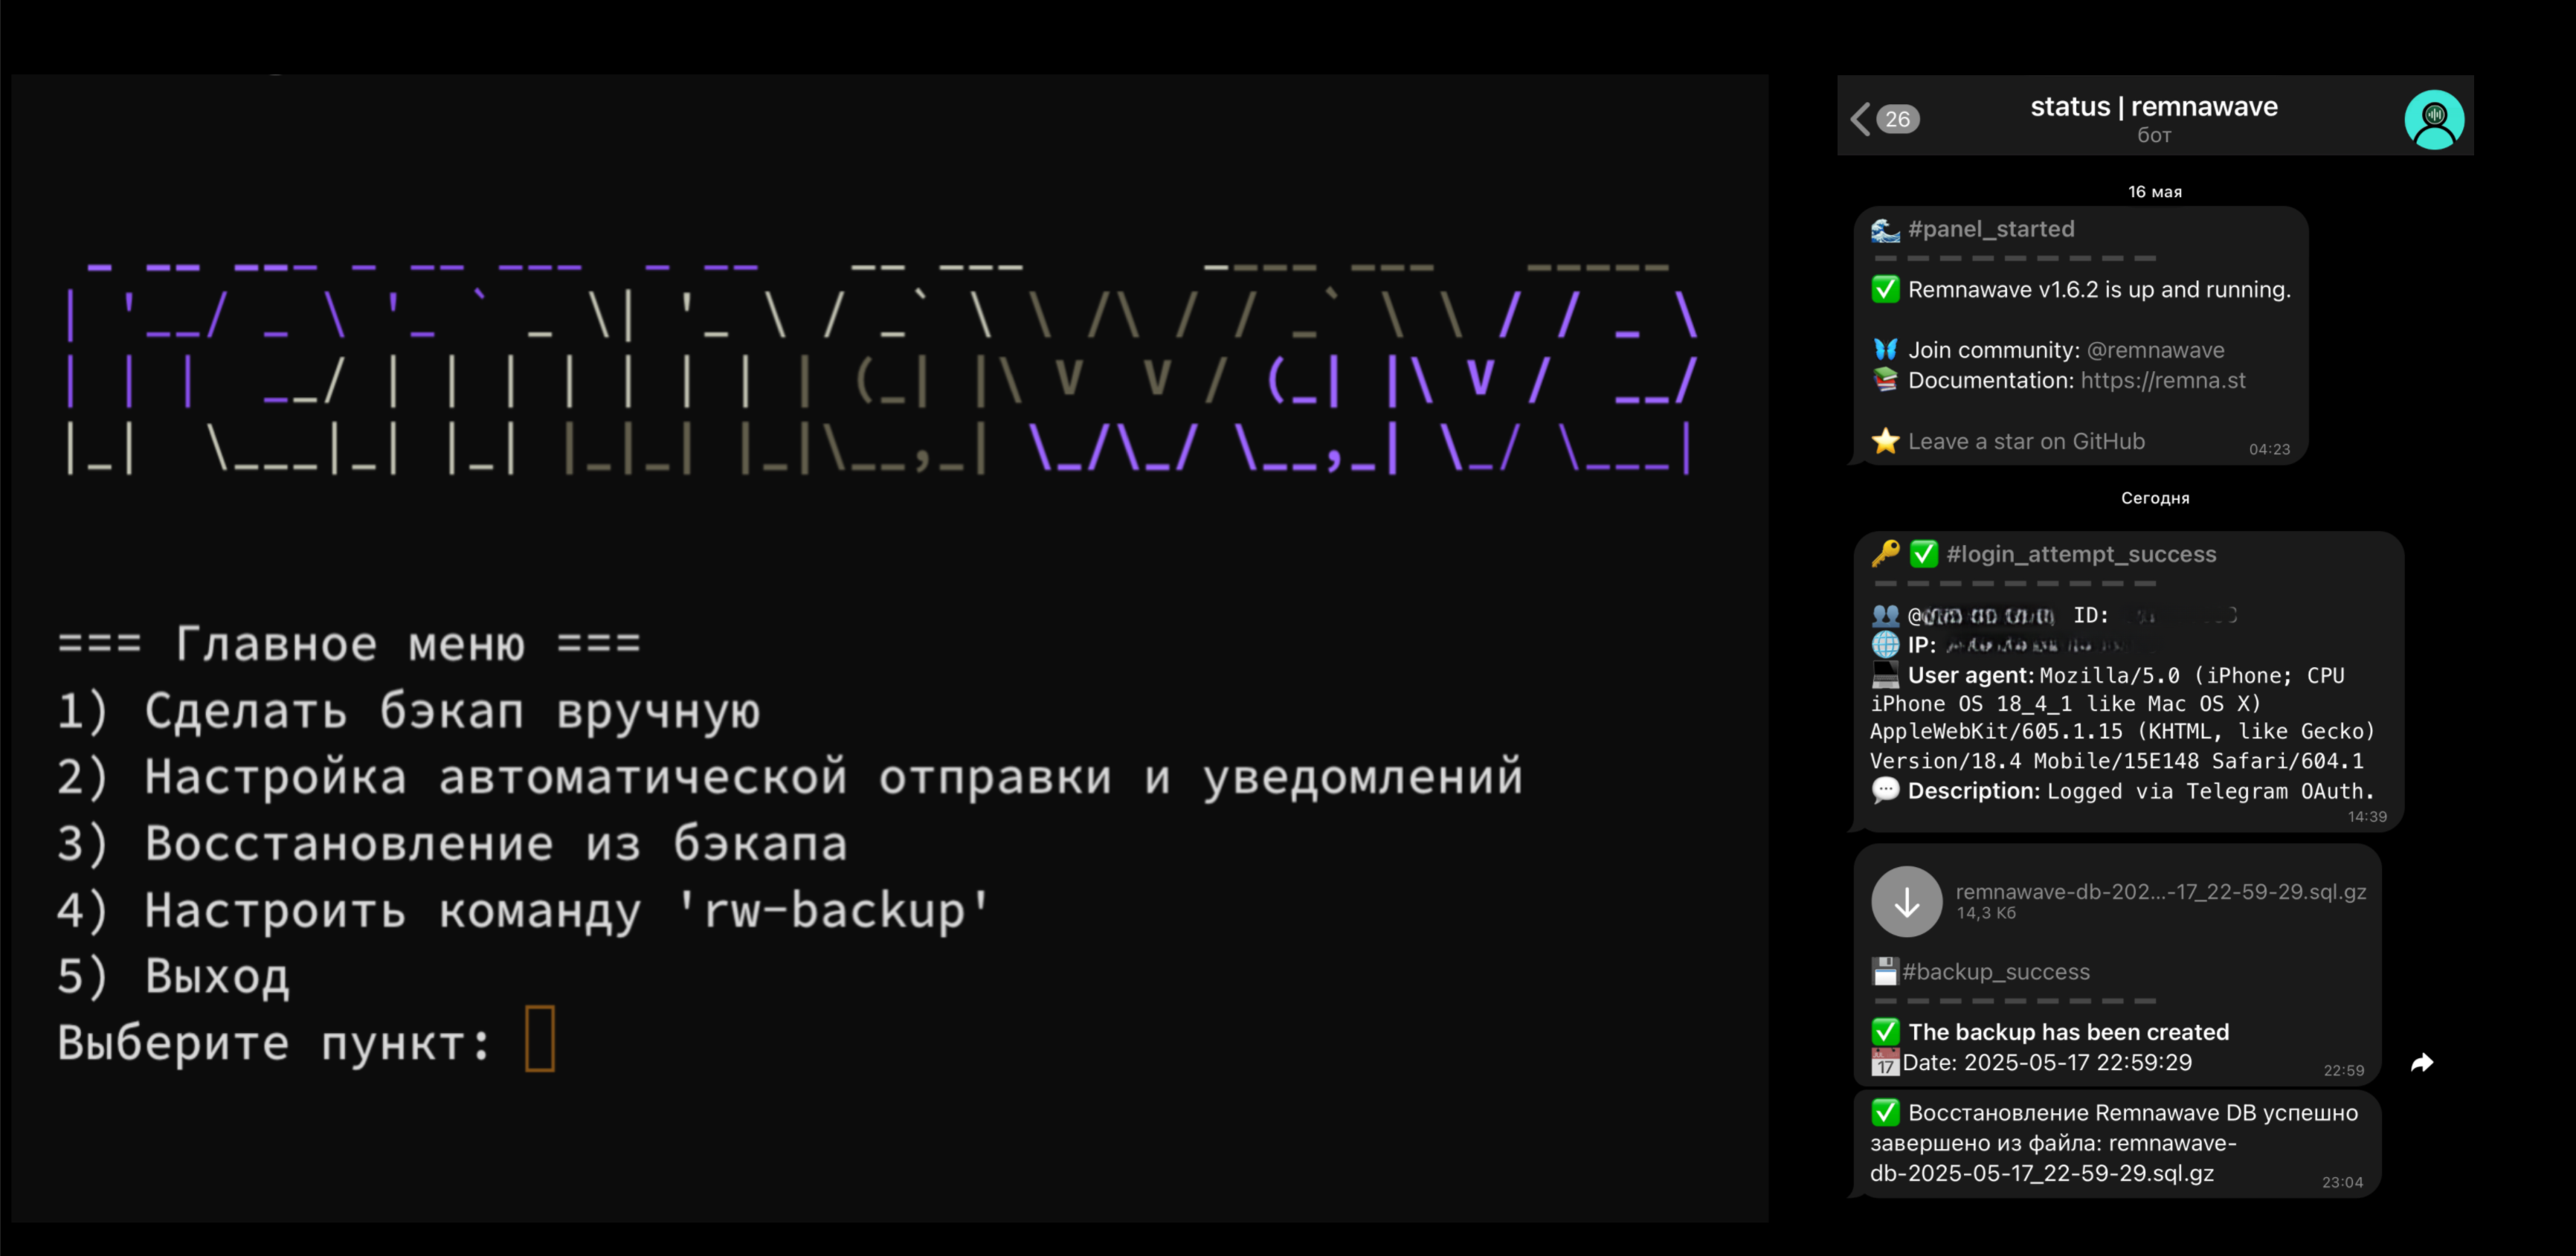 remnawave
=== Главное меню ===
1) Сделать бэкап вручную
2) Настройка автоматической отправки и уведомлений
3) Восстановление из бэкапа
4) Настроить команду 'rw-backup'
5) Выход
Выберите пункт:
26
status | remnawave
бот
16 мая
#panel_started
Remnawave v1.6.2 is up and running.
Join community: @remnawave
Documentation: https://remna.st
Leave a star on GitHub
04:23
Сегодня
#login_attempt_success
@ ID:
IP:
User agent: Mozilla/5.0 (iPhone; CPU
iPhone OS 18_4_1 like Mac OS X)
AppleWebKit/605.1.15 (KHTML, like Gecko)
Version/18.4 Mobile/15E148 Safari/604.1
Description: Logged via Telegram OAuth.
14:39
remnawave-db-202...-17_22-59-29.sql.gz
14,3 Кб
#backup_success
The backup has been created
Date: 2025-05-17 22:59:29
22:59
Восстановление Remnawave DB успешно
завершено из файла: remnawave-
db-2025-05-17_22-59-29.sql.gz
23:04